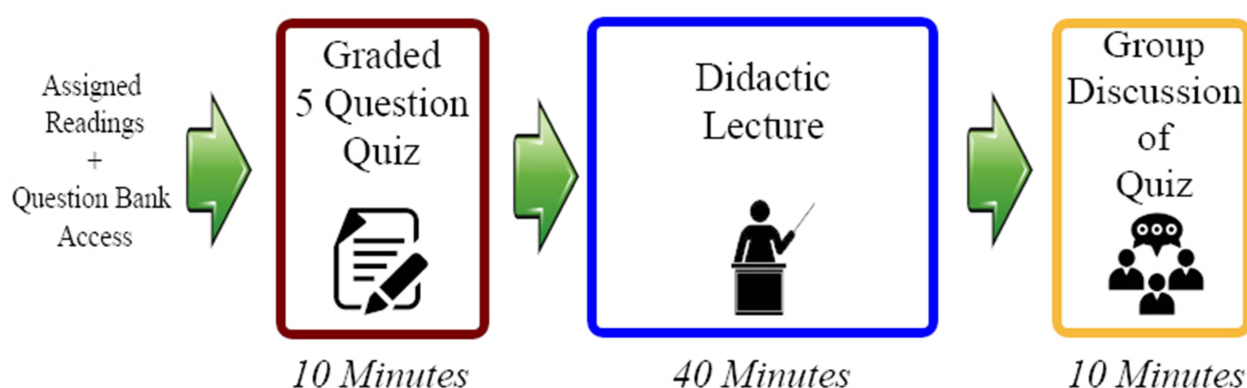 Assigned
Readings
+
Question Bank
Access
Graded
5 Question
Quiz
10 Minutes
Didactic
Lecture
40 Minutes
Group
Discussion
of
Quiz
10 Minutes